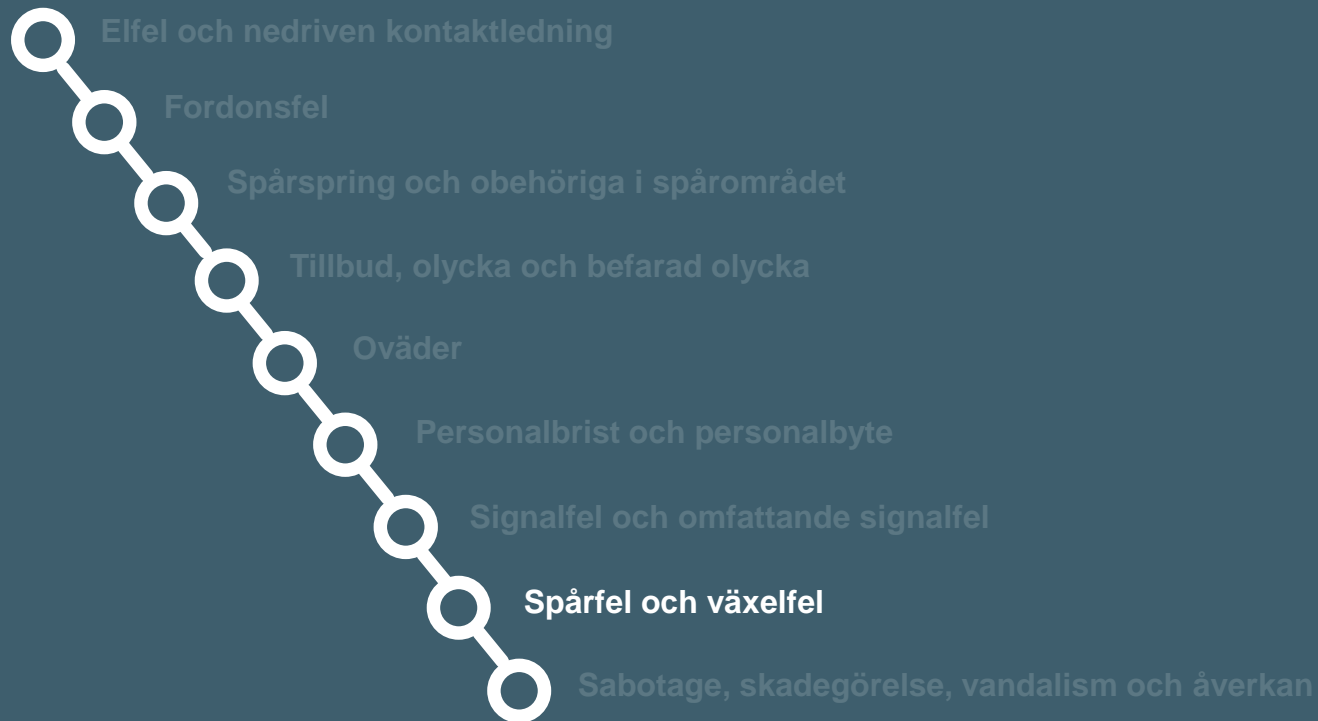 Elfel och nedriven kontaktledning
Fordonsfel
Spårspring och obehöriga i spårområdet
Tillbud, olycka och befarad olycka
Oväder
Personalbrist och personalbyte
Signalfel och omfattande signalfel
Spårfel och växelfel
Sabotage, skadegörelse, vandalism och åverkan